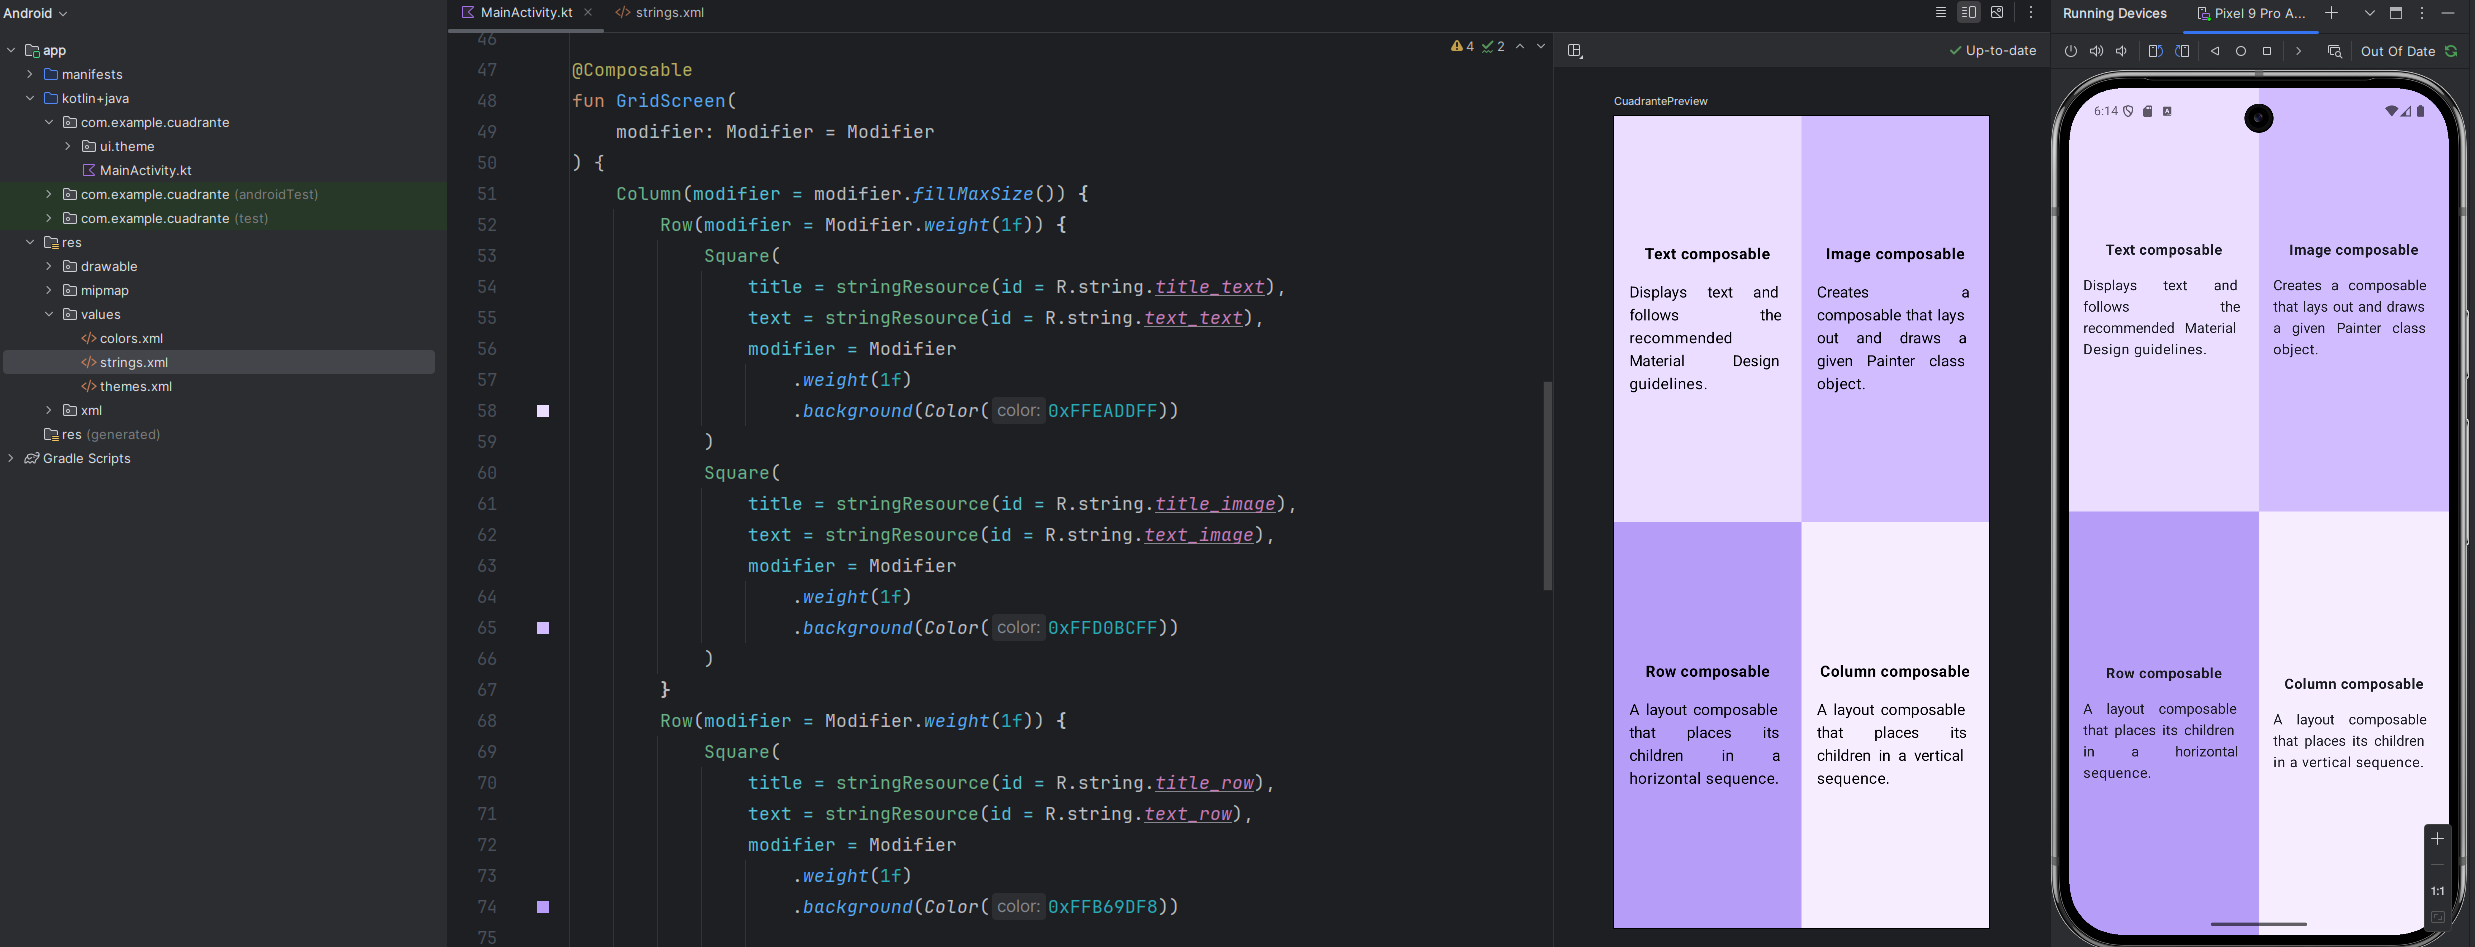 Android
app
manifests
kotlin+java
com.example.cuadrante
ui.theme
MainActivity.kt
com.example.cuadrante (androidTest)
com.example.cuadrante (test)
res
drawable
mipmap
values
colors.xml
strings.xml
themes.xml
xml
res (generated)
Gradle Scripts
MainActivity.kt
strings.xml
4 2
46
47 @Composable
48 fun GridScreen(
49 modifier: Modifier = Modifier
50 ) {
51 Column(modifier = modifier.fillMaxSize()) {
52 Row(modifier = Modifier.weight(1f)) {
53 Square(
54 title = stringResource(id = R.string.title_text),
55 text = stringResource(id = R.string.text_text),
56 modifier = Modifier
57 .weight(1f)
58 .background(Color( color: 0xFFEADDFF))
59 )
60 Square(
61 title = stringResource(id = R.string.title_image),
62 text = stringResource(id = R.string.text_image),
63 modifier = Modifier
64 .weight(1f)
65 .background(Color( color: 0xFFD0BCFF))
66 )
67 }
68 Row(modifier = Modifier.weight(1f)) {
69 Square(
70 title = stringResource(id = R.string.title_row),
71 text = stringResource(id = R.string.text_row),
72 modifier = Modifier
73 .weight(1f)
74 .background(Color( color: 0xFFB69DF8))
75
Up-to-date
CuadrantePreview
Text composable
Displays text and
follows the
recommended
Material Design
guidelines.
Image composable
Creates a
composable that lays
out and draws a
given Painter class
object.
Row composable
A layout composable
that places its
children in a
horizontal sequence.
Column composable
A layout composable
that places its
children in a vertical
sequence.
Running Devices
Pixel 9 Pro A...
Out Of Date
6:14
Text composable
Displays text and
follows the
recommended Material
Design guidelines.
Image composable
Creates a composable
that lays out and draws
a given Painter class
object.
Row composable
A layout composable
that places its children
in a horizontal
sequence.
Column composable
A layout composable
that places its children
in a vertical sequence.
1:1